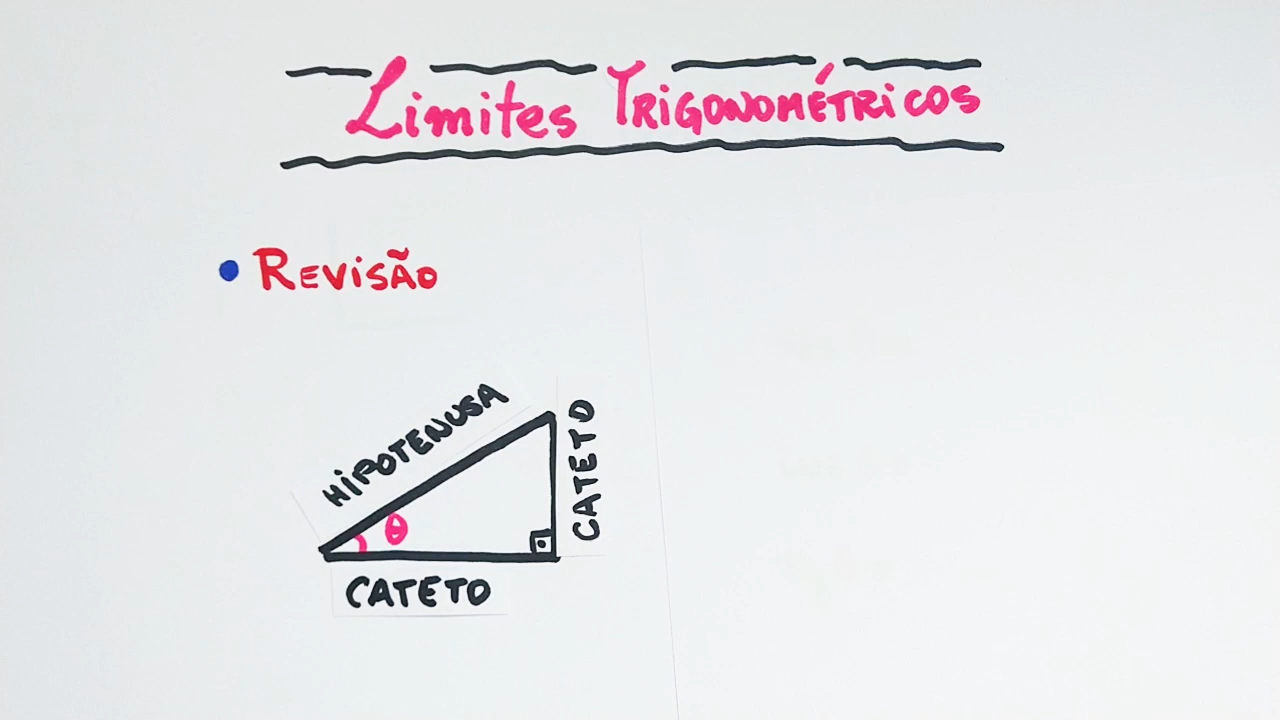 Limites TRIGONOMÉTRICOS
• REVISÃO
HIPOTENUSA
CATETO
θ
CATETO